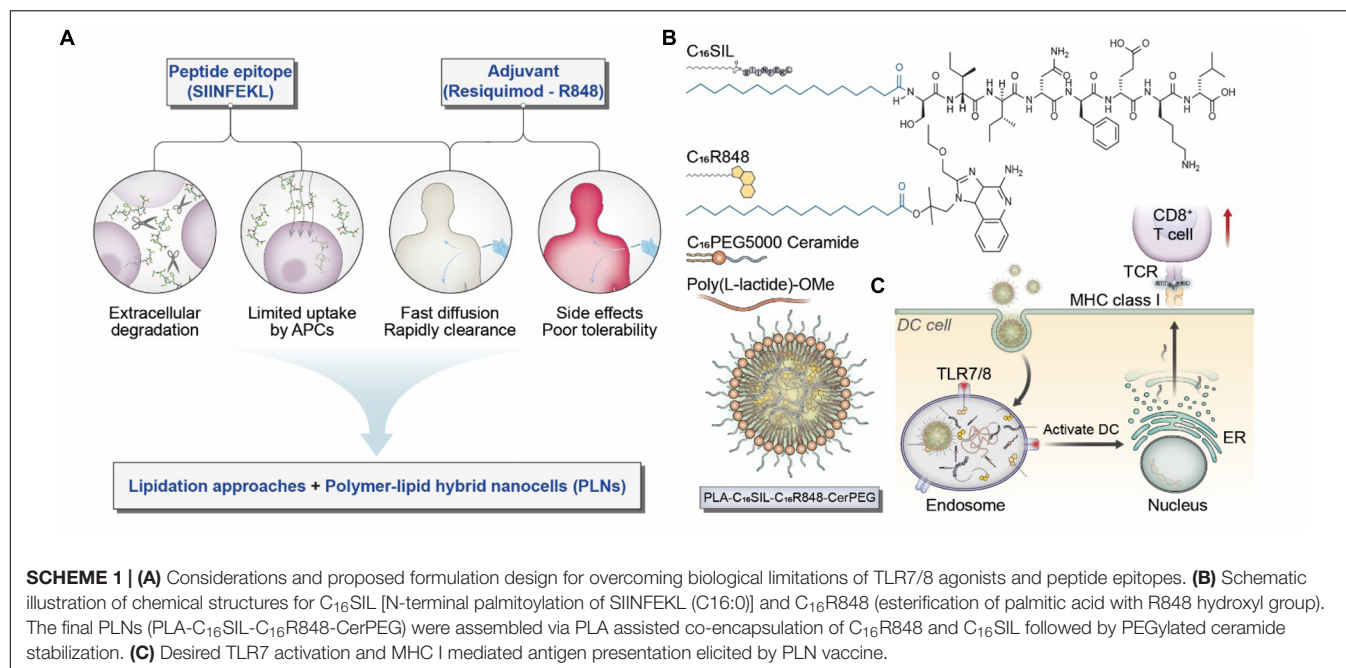 A
Peptide epitope
(SIINFEKL)
Adjuvant
(Resiquimod - R848)
Extracellular
degradation
Limited uptake
by APCs
Fast diffusion
Rapidly clearance
Side effects
Poor tolerability
Lipidation approaches + Polymer-lipid hybrid nanocells (PLNs)
B
C₁₆SIL
SIINFEKL
O
N
H
HO
O
H
N
O
N
H
O
H
N
NH₂
O
O
N
H
O
H
N
HO
O
O
N
H
O
H
N
NH₂
O
OH
C₁₆R848
O
O
O
N
N
NH₂
N
C₁₆PEG5000 Ceramide
Poly(L-lactide)-OMe
PLA-C₁₆SIL-C₁₆R848-CerPEG
C
CD8⁺
T cell
TCR
MHC class I
DC cell
TLR7/8
Activate DC
ER
Endosome
Nucleus
SCHEME 1 | (A) Considerations and proposed formulation design for overcoming biological limitations of TLR7/8 agonists and peptide epitopes. (B) Schematic
illustration of chemical structures for C₁₆SIL [N-terminal palmitoylation of SIINFEKL (C16:0)] and C₁₆R848 (esterification of palmitic acid with R848 hydroxyl group).
The final PLNs (PLA-C₁₆SIL-C₁₆R848-CerPEG) were assembled via PLA assisted co-encapsulation of C₁₆R848 and C₁₆SIL followed by PEGylated ceramide
stabilization. (C) Desired TLR7 activation and MHC I mediated antigen presentation elicited by PLN vaccine.